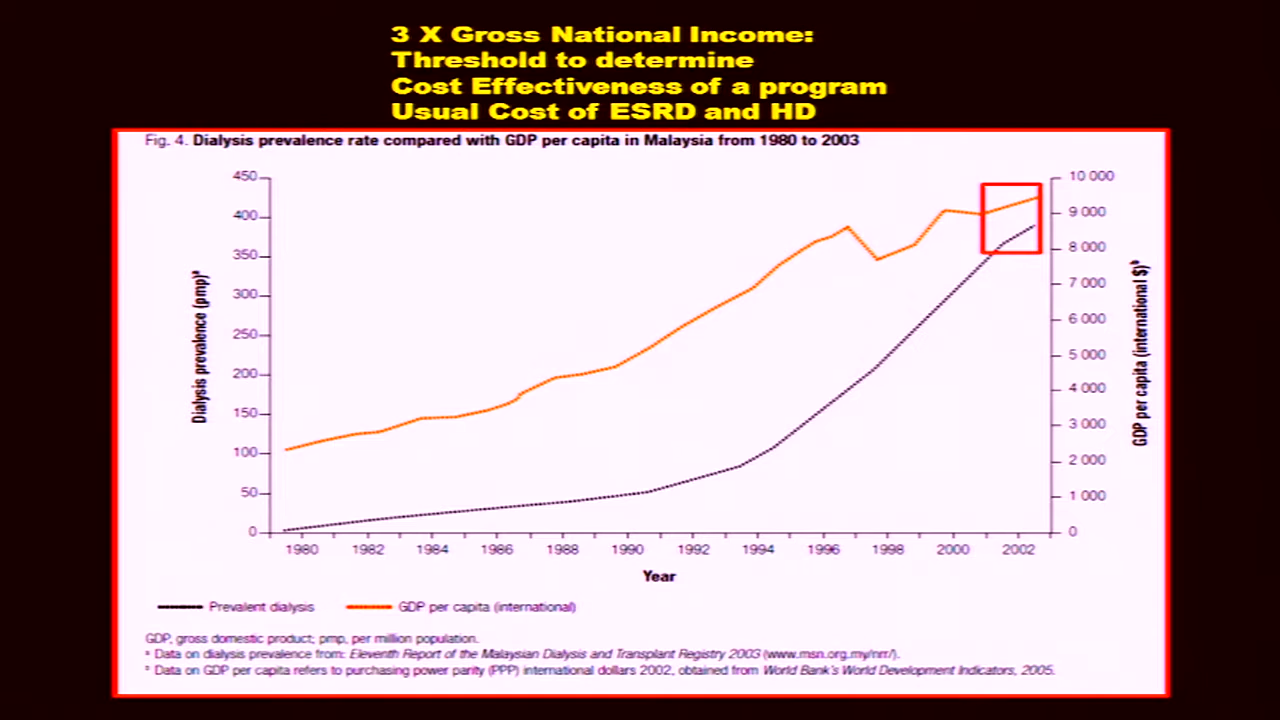 3 X Gross National Income:
Threshold to determine
Cost Effectiveness of a program
Usual Cost of ESRD and HD
Fig. 4. Dialysis prevalence rate compared with GDP per capita in Malaysia from 1980 to 2003
450
400
350
300
250
200
150
100
50
0
Dialysis prevalence (pmp)ª
10 000
9 000
8 000
7 000
6 000
5 000
4 000
3 000
2 000
1 000
0
GDP per capita (international $)ᵇ
1980 1982 1984 1986 1988 1990 1992 1994 1996 1998 2000 2002
Year
Prevalent dialysis GDP per capita (international)
GDP, gross domestic product; pmp, per million population.
ª Data on dialysis prevalence from: Eleventh Report of the Malaysian Dialysis and Transplant Registry 2003 (www.msn.org.my/nrr/).
ᵇ Data on GDP per capita refers to purchasing power parity (PPP) international dollars 2002, obtained from World Bank's World Development Indicators, 2005.